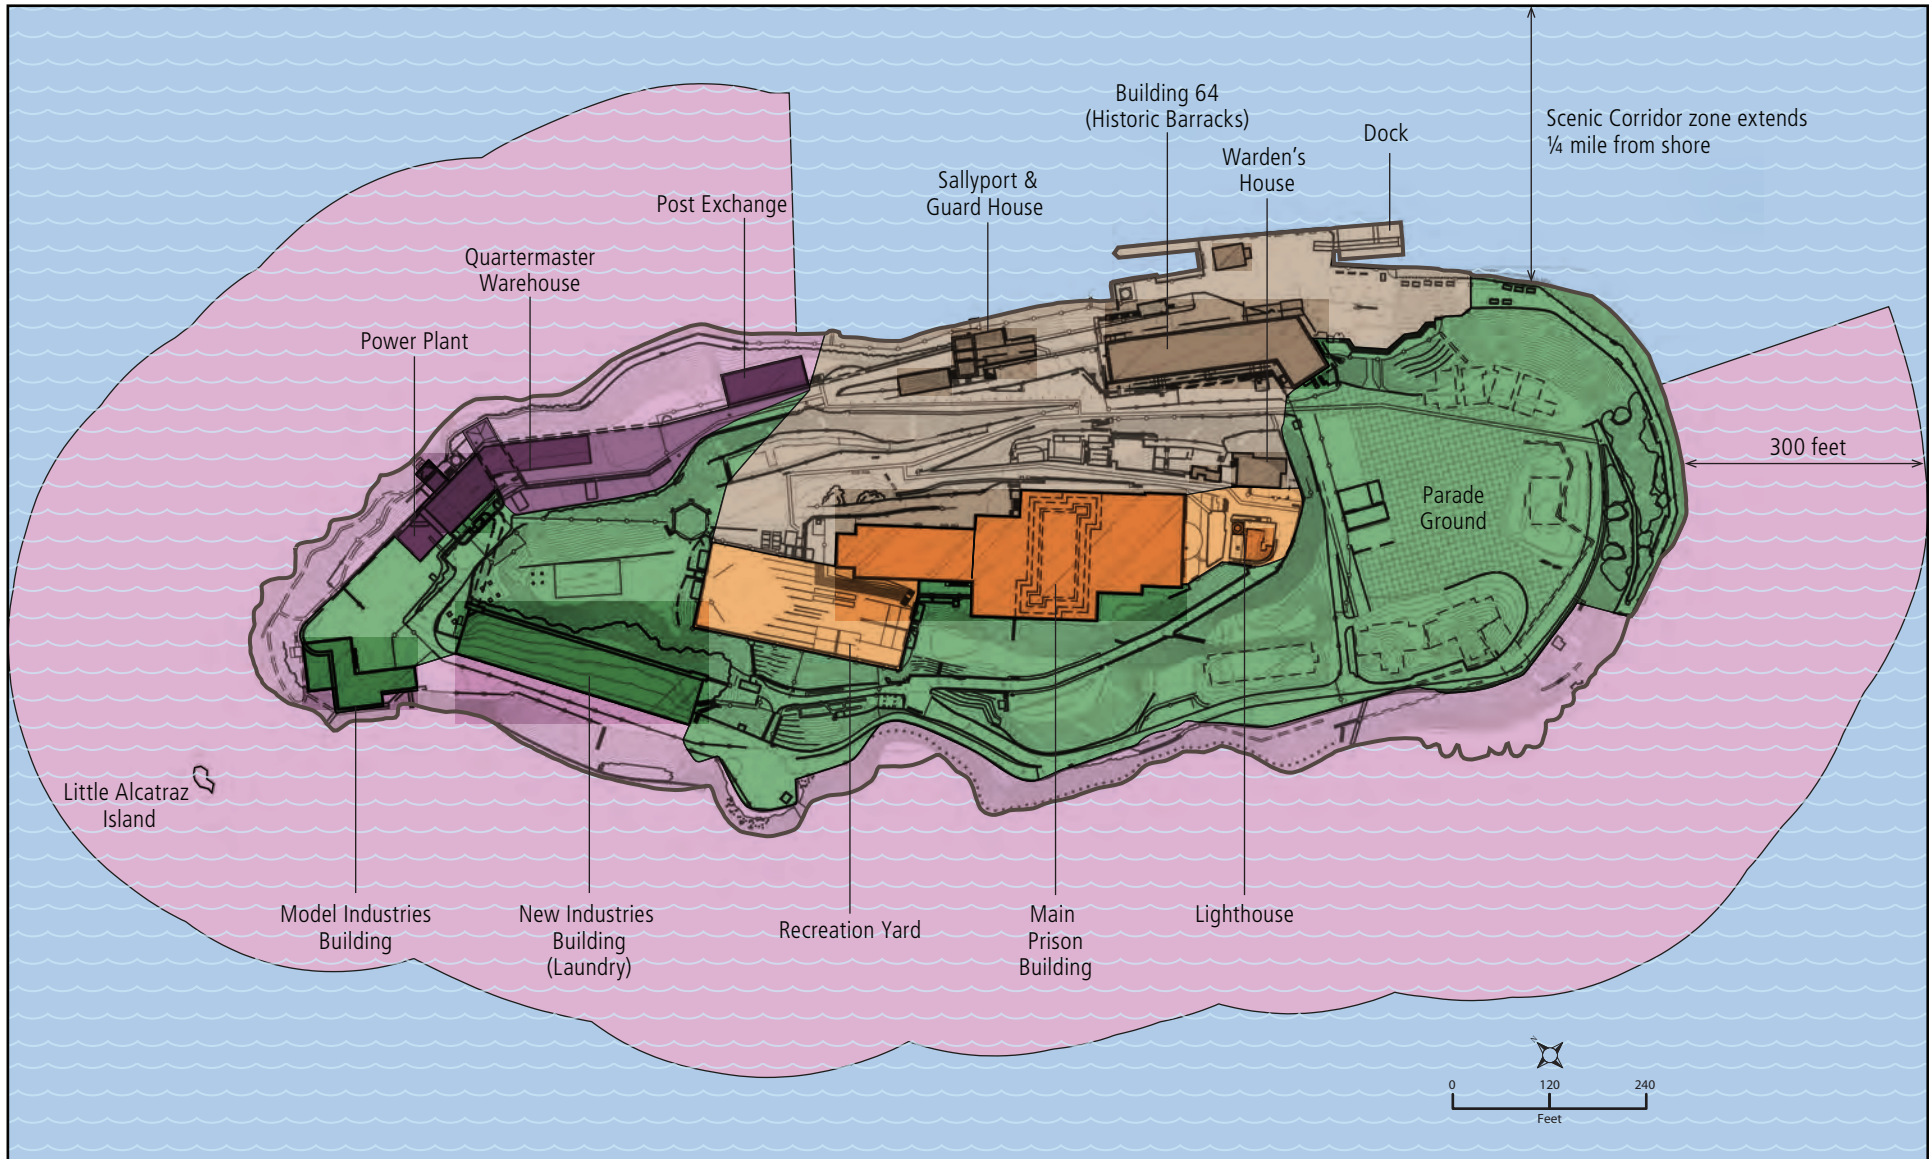 Building 64
(Historic Barracks)
Dock
Scenic Corridor zone extends
¼ mile from shore
Warden's
House
Sallyport &
Guard House
Post Exchange
Quartermaster
Warehouse
Power Plant
300 feet
Parade
Ground
Little Alcatraz
Island
Model Industries
Building
New Industries
Building
(Laundry)
Recreation Yard
Main
Prison
Building
Lighthouse
N
0 120 240
Feet